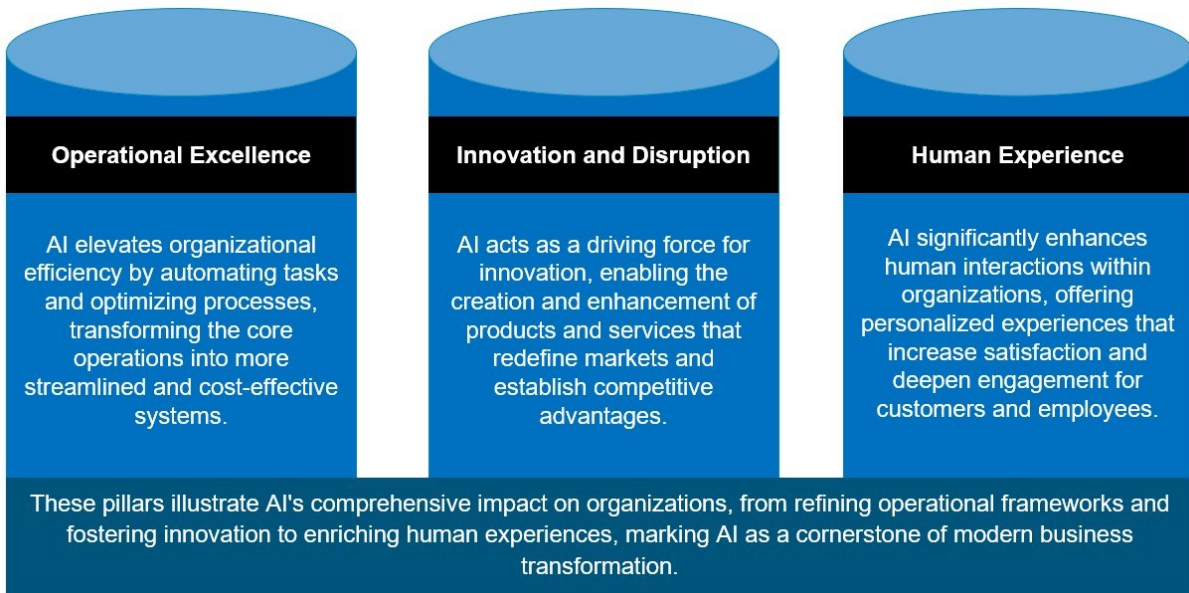 Operational Excellence
AI elevates organizational
efficiency by automating tasks
and optimizing processes,
transforming the core
operations into more
streamlined and cost-effective
systems.
Innovation and Disruption
AI acts as a driving force for
innovation, enabling the
creation and enhancement of
products and services that
redefine markets and
establish competitive
advantages.
Human Experience
AI significantly enhances
human interactions within
organizations, offering
personalized experiences that
increase satisfaction and
deepen engagement for
customers and employees.
These pillars illustrate AI's comprehensive impact on organizations, from refining operational frameworks and
fostering innovation to enriching human experiences, marking AI as a cornerstone of modern business
transformation.